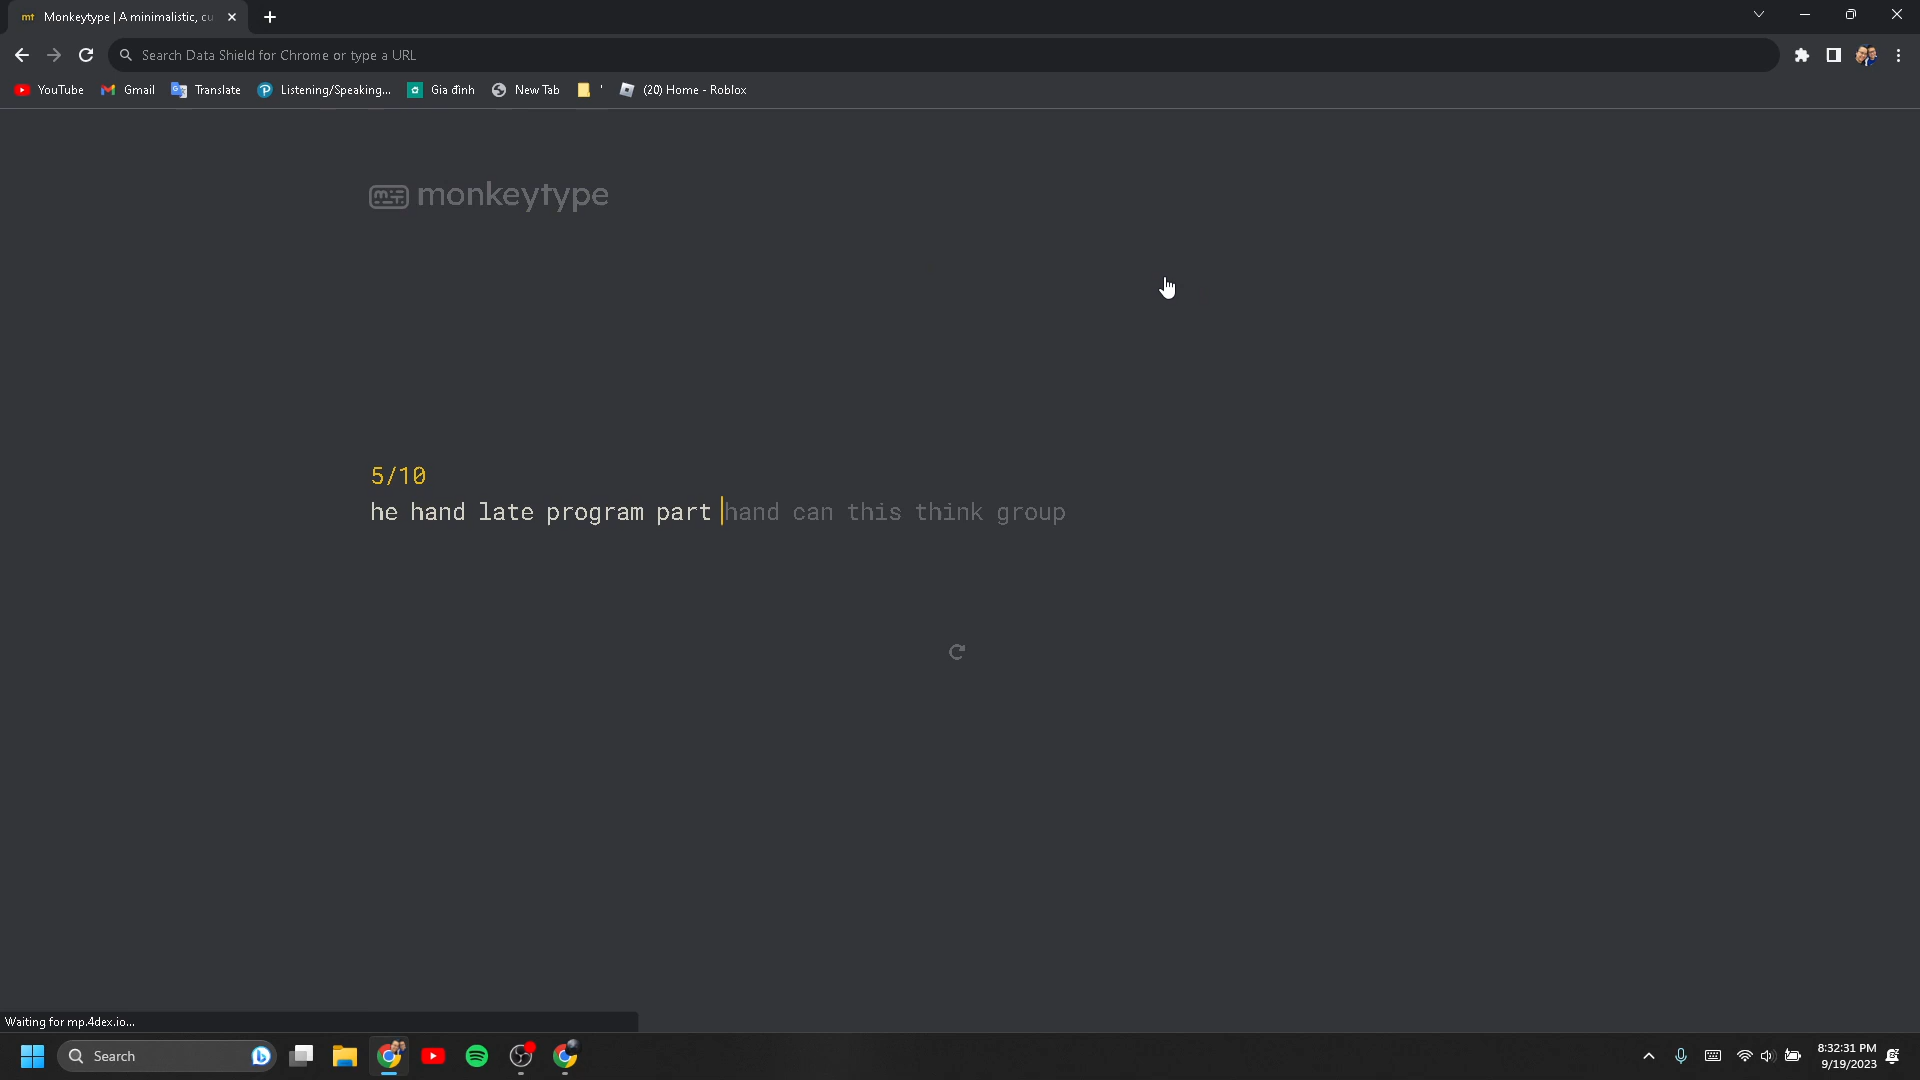 mt Monkeytype | A minimalistic, cu
Search Data Shield for Chrome or type a URL
YouTube Gmail Translate Listening/Speaking... Gia đình New Tab ' (20) Home - Roblox
monkeytype
5/10
he hand late program part hand can this think group
Waiting for mp.4dex.io...
Search
8:32:31 PM
9/19/2023